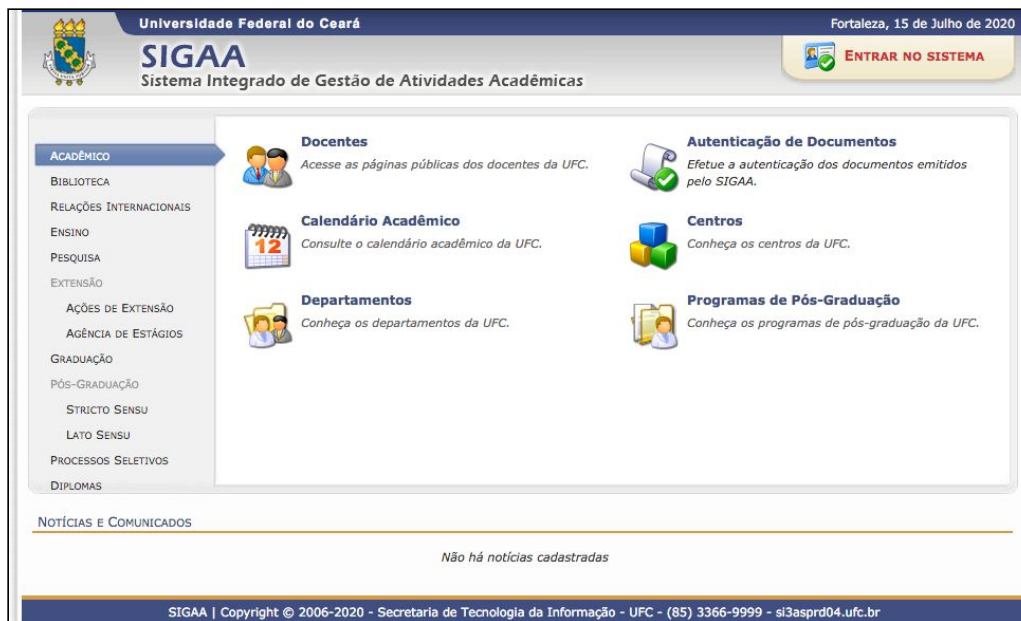 Universidade Federal do Ceará
Fortaleza, 15 de Julho de 2020
SIGAA
Sistema Integrado de Gestão de Atividades Acadêmicas
ENTRAR NO SISTEMA
ACADÊMICO
BIBLIOTECA
RELAÇÕES INTERNACIONAIS
ENSINO
PESQUISA
EXTENSÃO
AÇÕES DE EXTENSÃO
AGÊNCIA DE ESTÁGIOS
GRADUAÇÃO
PÓS-GRADUAÇÃO
STRICTO SENSU
LATO SENSU
PROCESSOS SELETIVOS
DIPLOMAS
Docentes
Acesse as páginas públicas dos docentes da UFC.
Autenticação de Documentos
Efetue a autenticação dos documentos emitidos
pelo SIGAA.
12
Calendário Acadêmico
Consulte o calendário acadêmico da UFC.
Centros
Conheça os centros da UFC.
Departamentos
Conheça os departamentos da UFC.
Programas de Pós-Graduação
Conheça os programas de pós-graduação da UFC.
NOTÍCIAS E COMUNICADOS
Não há notícias cadastradas
SIGAA | Copyright © 2006-2020 - Secretaria de Tecnologia da Informação - UFC - (85) 3366-9999 - si3asprd04.ufc.br